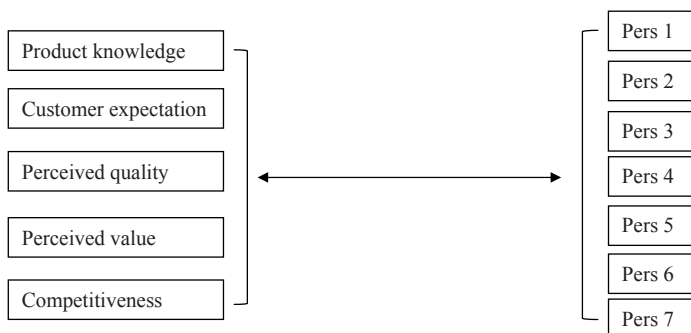 Product knowledge
Customer expectation
Perceived quality
Perceived value
Competitiveness
Pers 1
Pers 2
Pers 3
Pers 4
Pers 5
Pers 6
Pers 7